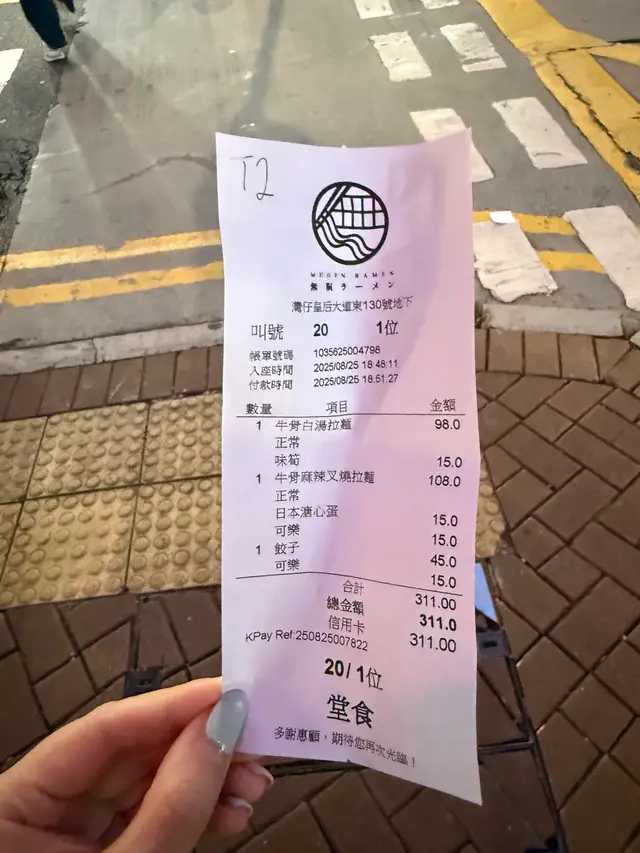 T2
MUGEN RAMEN
無限ラーメン
灣仔皇后大道東130號地下
叫號 20 1位
帳單號碼 1035625004798
入座時間 2025/08/25 18:48:11
付款時間 2025/08/25 18:51:27
數量 項目 金額
1 牛骨白湯拉麵 98.0
正常
味筍 15.0
1 牛骨麻辣叉燒拉麵 108.0
正常
日本溏心蛋 15.0
可樂 15.0
1 餃子 45.0
可樂 15.0
合計 311.00
總金額 311.0
信用卡 311.00
KPay Ref:250825007822
20/1位
堂食
多謝惠顧，期待您再次光臨！